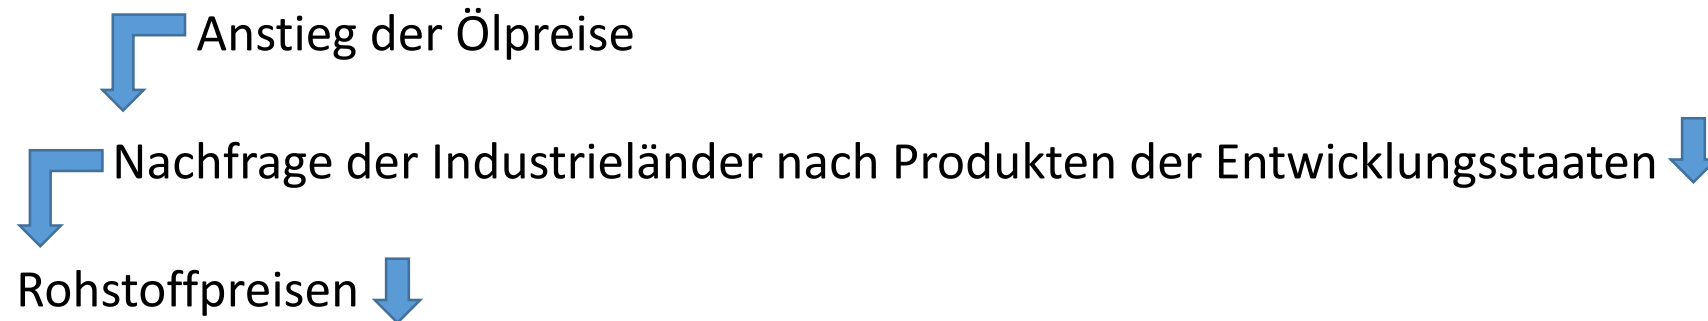 Anstieg der Ölpreise
Nachfrage der Industrieländer nach Produkten der Entwicklungsstaaten
Rohstoffpreisen